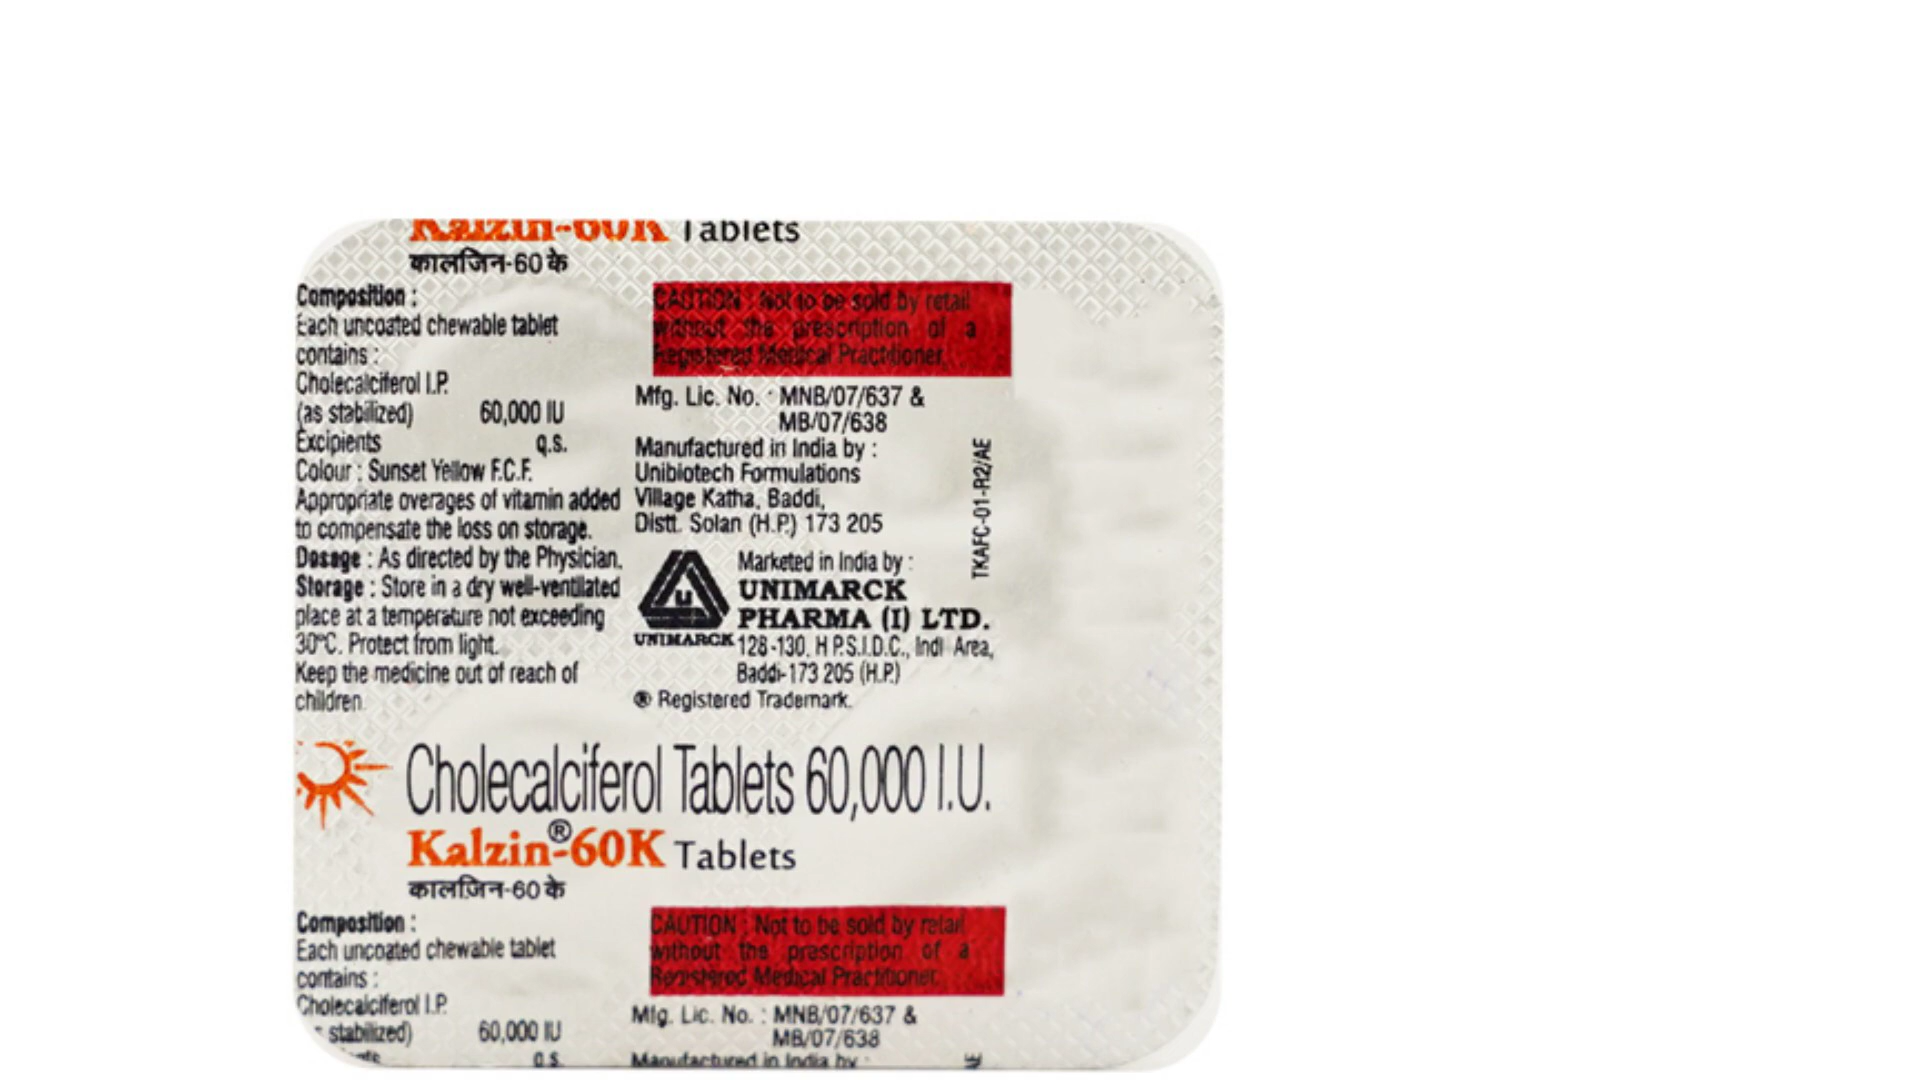 Kalzin-60K Tablets
कालजिन-60 के
Composition :
Each uncoated chewable tablet
contains :
Cholecalciferol I.P.
(as stabilized) 60,000 IU
Excipients q.s.
Colour : Sunset Yellow F.C.F.
Appropriate overages of vitamin added
to compensate the loss on storage.
Dosage : As directed by the Physician.
Storage : Store in a dry well-ventilated
place at a temperature not exceeding
30°C. Protect from light.
Keep the medicine out of reach of
children
CAUTION : Not to be sold by retail
without the prescription of a
Registered Medical Practitioner.
Mfg. Lic. No. : MNB/07/637 &
MB/07/638
Manufactured in India by :
Unibiotech Formulations
Village Katha, Baddi,
Distt. Solan (H.P.) 173 205
TKAFC-01-R2/AE
U
UNIMARCK
Marketed in India by :
UNIMARCK
PHARMA (I) LTD.
128-130, H.P.S.I.D.C., Indl Area,
Baddi-173 205 (H.P.)
® Registered Trademark.
Cholecalciferol Tablets 60,000 I.U.
Kalzin®-60K Tablets
कालजिन-60 के
Composition :
Each uncoated chewable tablet
contains :
Cholecalciferol I.P.
stabilized) 60,000 IU
q.s.
CAUTION : Not to be sold by retail
without the prescription of a
Registered Medical Practitioner.
Mfg. Lic. No. : MNB/07/637 &
MB/07/638
Manufactured in India by :